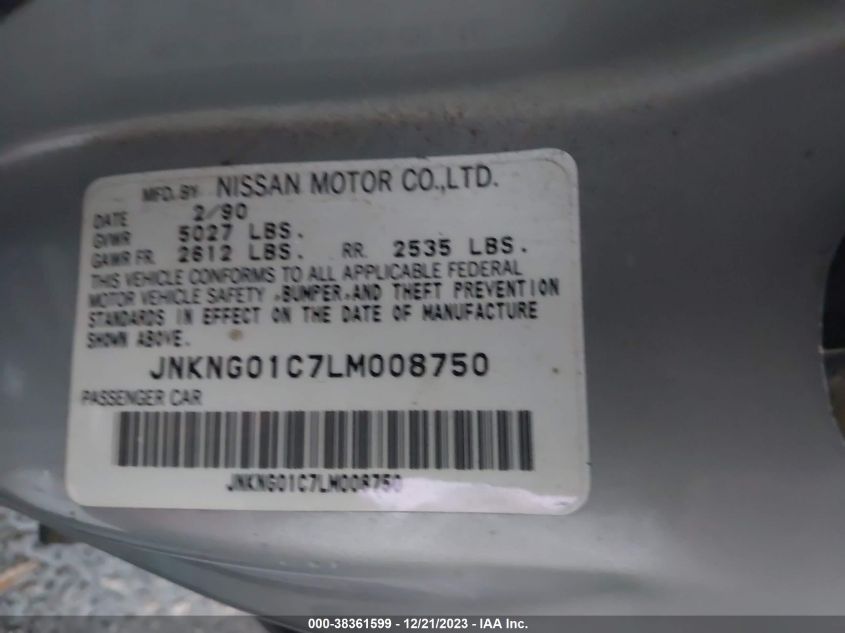 MFD. BY NISSAN MOTOR CO.,LTD.
DATE 2/90
GVWR 5027 LBS.
GAWR FR. 2612 LBS. RR. 2535 LBS.
THIS VEHICLE CONFORMS TO ALL APPLICABLE FEDERAL
MOTOR VEHICLE SAFETY ,BUMPER,AND THEFT PREVENTION
STANDARDS IN EFFECT ON THE DATE OF MANUFACTURE
SHOWN ABOVE.
JNKNG01C7LM008750
PASSENGER CAR
JNKNG01C7LM008750
000-38361599 - 12/21/2023 - IAA Inc.